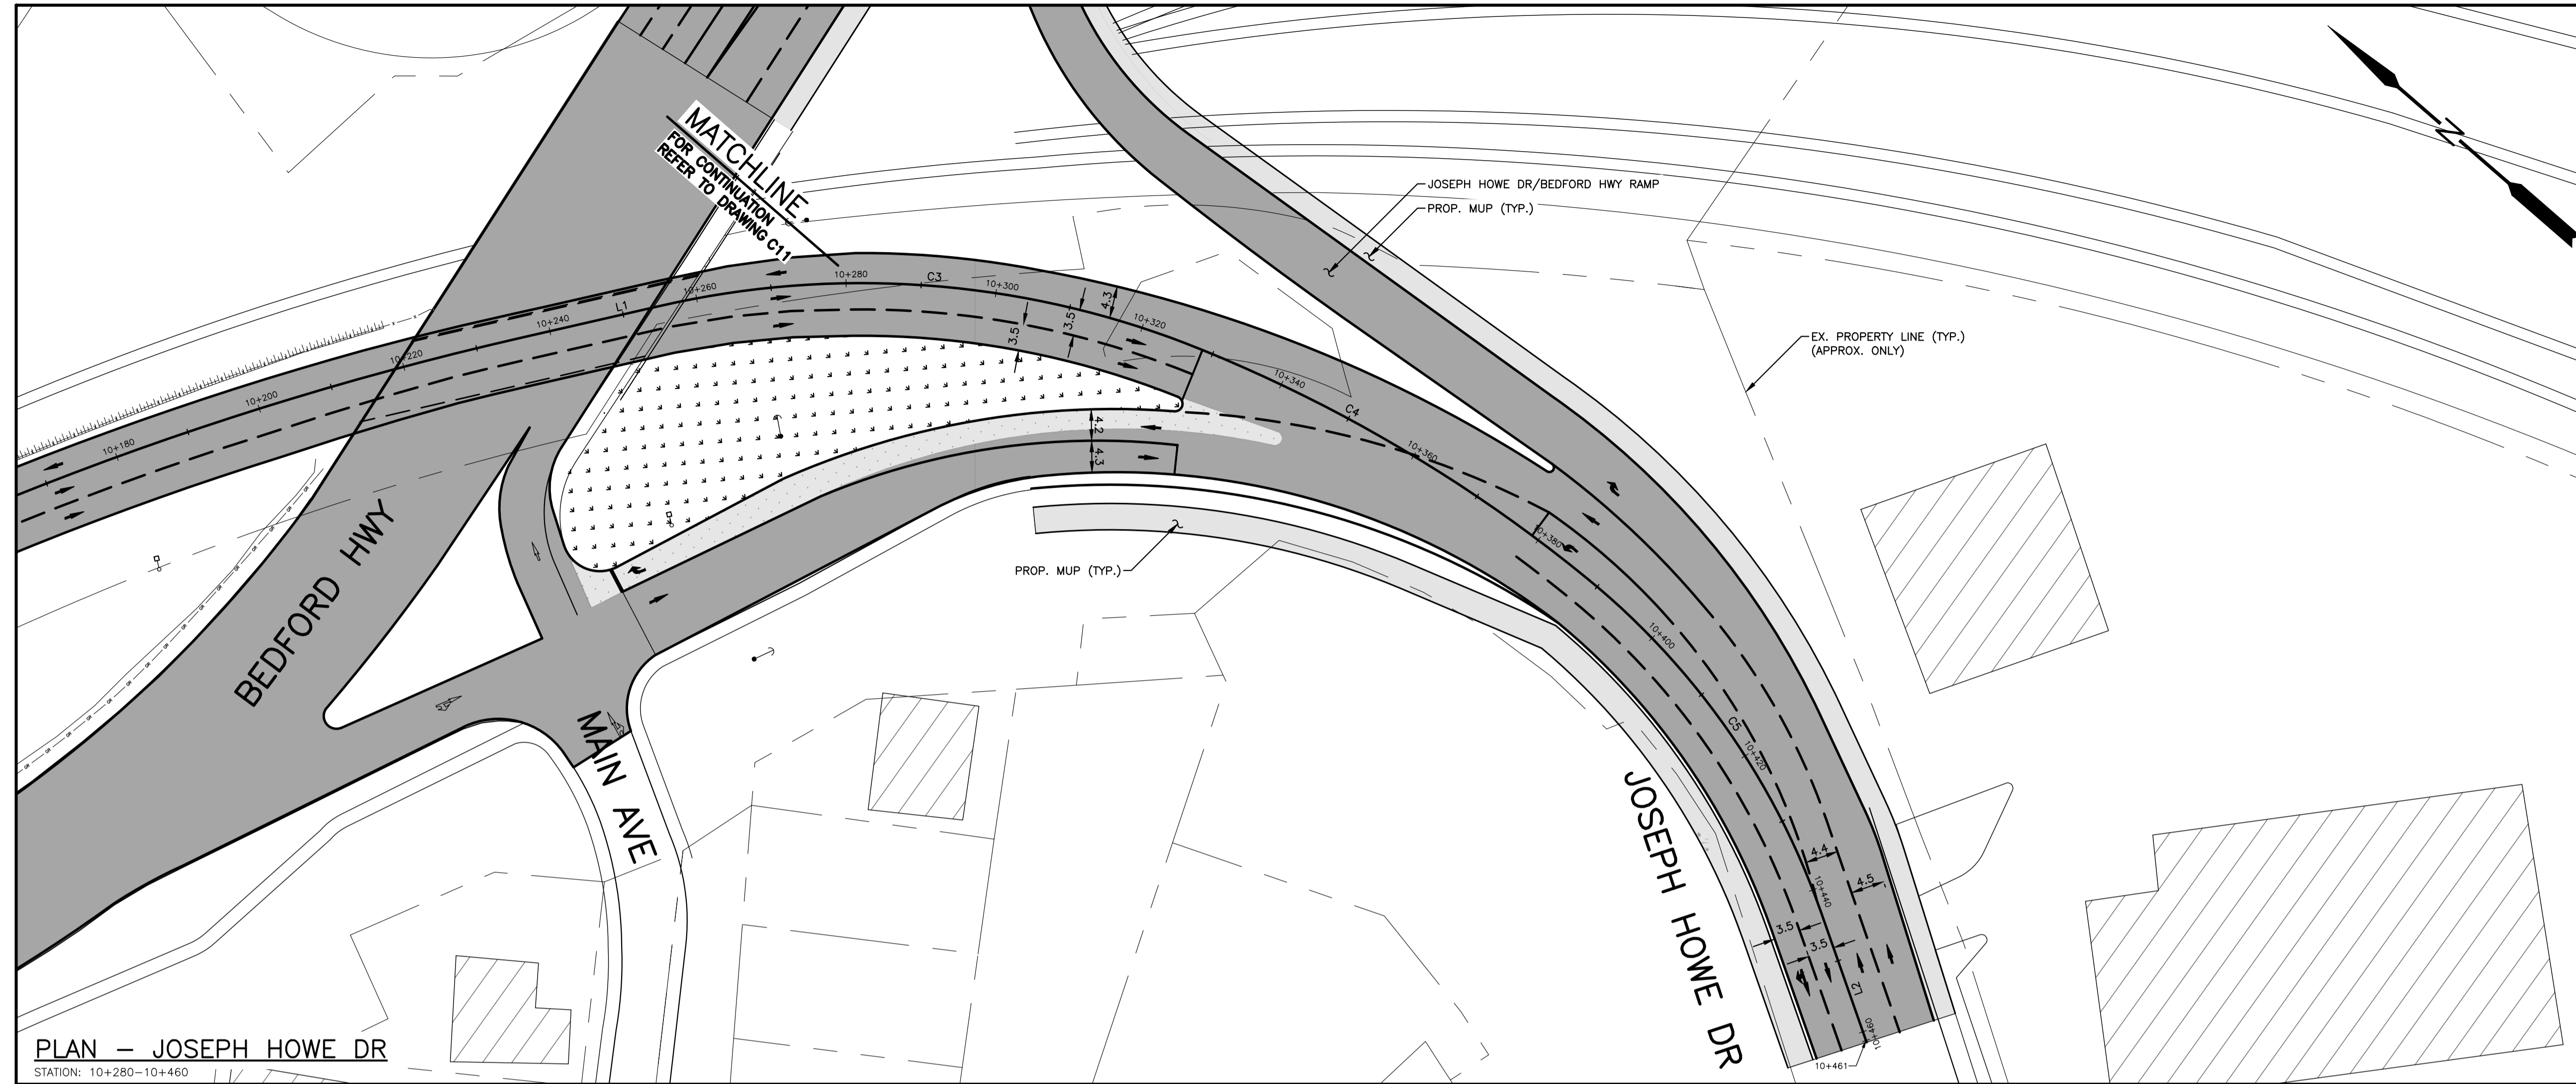 MATCHLINE
FOR CONTINUATION
REFER TO
DRAWING C11
N
JOSEPH HOWE DR/BEDFORD HWY RAMP
PROP. MUP (TYP.)
EX. PROPERTY LINE (TYP.)
(APPROX. ONLY)
10+180
10+200
10+220
10+240
L1
10+260
10+280
C3
10+300
10+320
10+340
C4
10+360
10+380
10+400
C5
10+420
10+440
L2
10+460
10+461
3.5
3.5
4.3
4.2
4.3
4.4
4.5
3.5
3.5
PROP. MUP (TYP.)
BEDFORD HWY
MAIN AVE
JOSEPH HOWE DR
PLAN – JOSEPH HOWE DR
STATION: 10+280–10+460